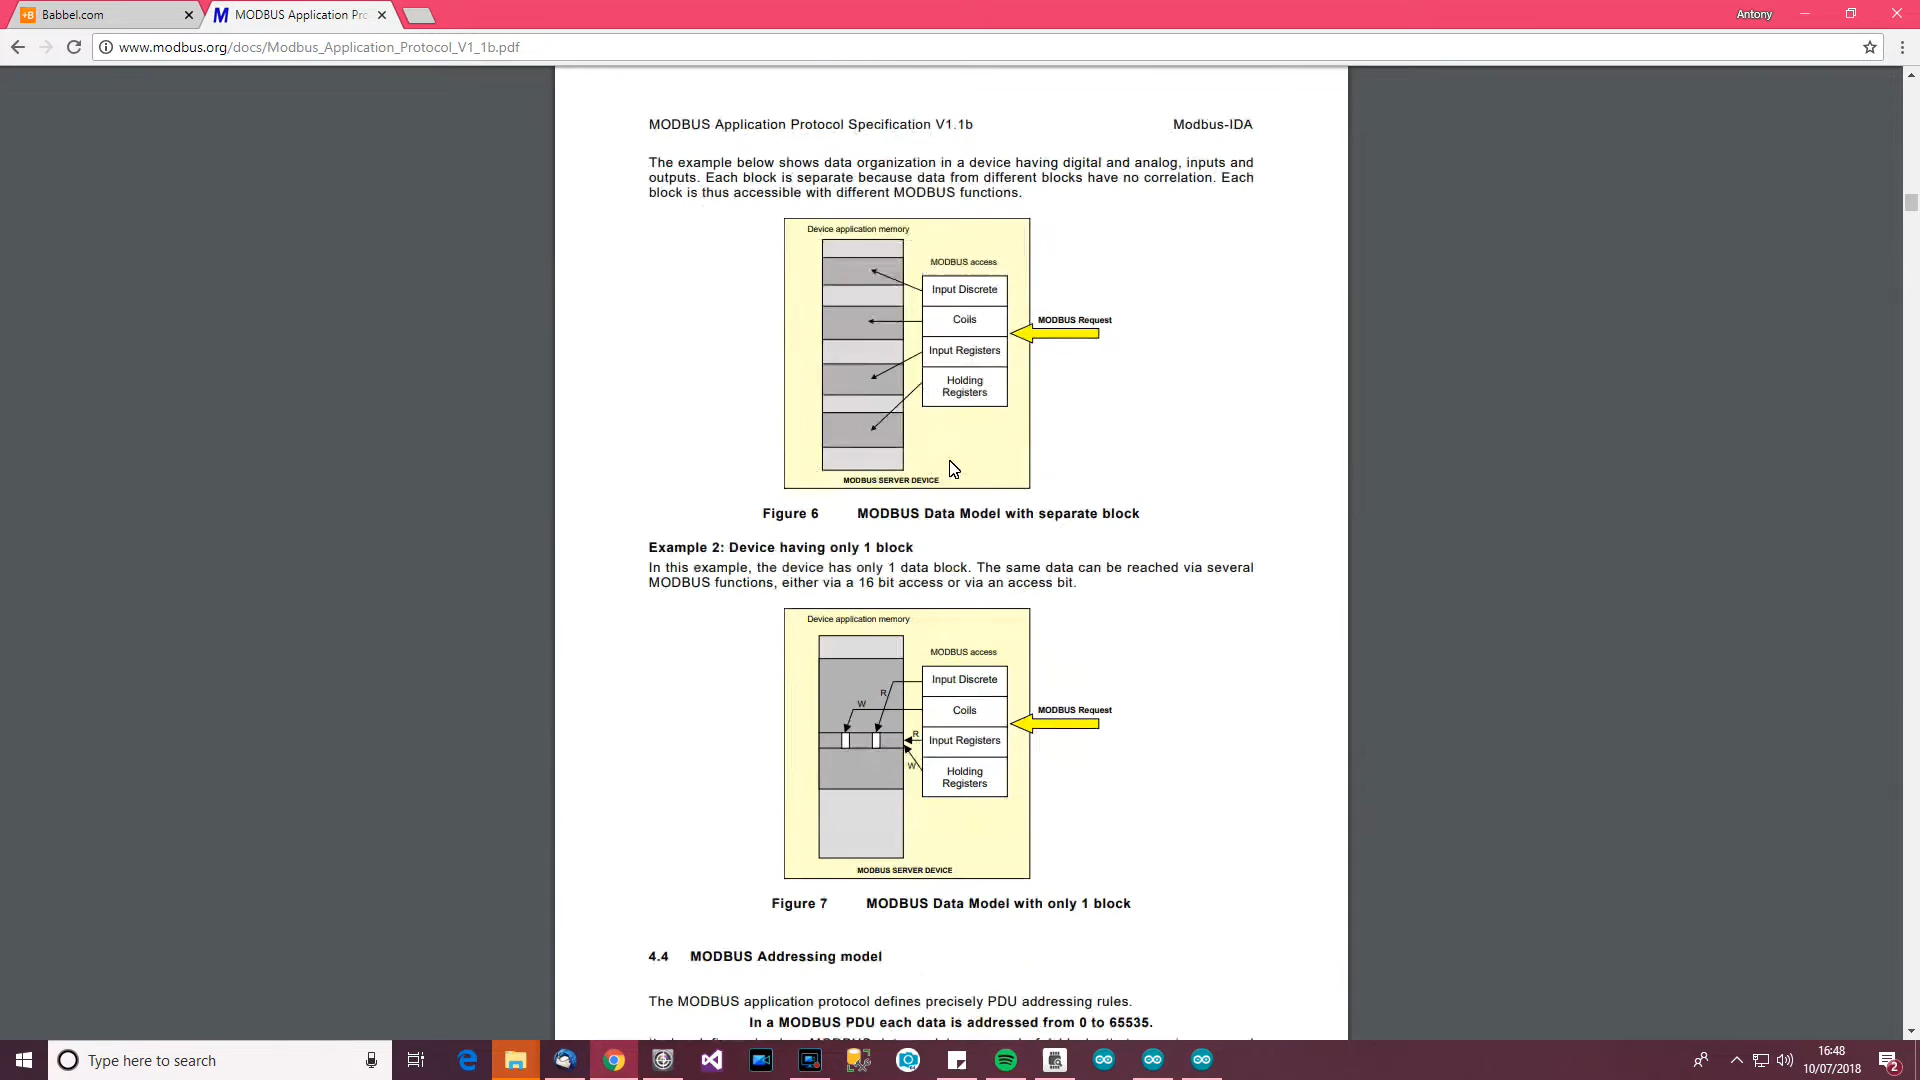 Babbel.com
MODBUS Application Pro
Antony
www.modbus.org/docs/Modbus_Application_Protocol_V1_1b.pdf
MODBUS Application Protocol Specification V1.1b Modbus-IDA
The example below shows data organization in a device having digital and analog, inputs and
outputs. Each block is separate because data from different blocks have no correlation. Each
block is thus accessible with different MODBUS functions.
Device application memory
MODBUS access
Input Discrete
Coils
MODBUS Request
Input Registers
Holding
Registers
MODBUS SERVER DEVICE
Figure 6 MODBUS Data Model with separate block
Example 2: Device having only 1 block
In this example, the device has only 1 data block. The same data can be reached via several
MODBUS functions, either via a 16 bit access or via an access bit.
Device application memory
MODBUS access
Input Discrete
R
W
Coils
MODBUS Request
R
Input Registers
W
Holding
Registers
MODBUS SERVER DEVICE
Figure 7 MODBUS Data Model with only 1 block
4.4 MODBUS Addressing model
The MODBUS application protocol defines precisely PDU addressing rules.
In a MODBUS PDU each data is addressed from 0 to 65535.
Type here to search
16:48
10/07/2018
2